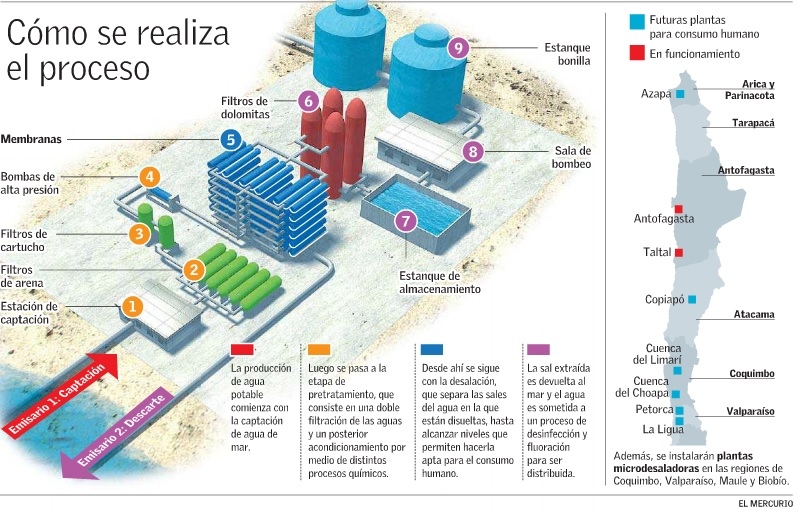 Cómo se realiza
el proceso
9
Estanque
bonilla
Filtros de
dolomitas
6
Membranas
5
8
Sala de
bombeo
Bombas de
alta presión
4
7
Filtros de
cartucho
3
Filtros
de arena
2
Estanque de
almacenamiento
Estación de
captación
1
Emisario 1: Captación
Emisario 2: Descarte
La producción
de agua
potable
comienza con
la captación
de agua de
mar.
Luego se pasa a la
etapa de
pretratamiento, que
consiste en una doble
filtración de las aguas
y un posterior
acondicionamiento por
medio de distintos
procesos químicos.
Desde ahí se sigue
con la desalación,
que separa las sales
del agua en la que
están disueltas, hasta
alcanzar niveles que
permiten hacerla
apta para el consumo
humano.
La sal extraída
es devuelta al
mar y el agua
es sometida a
un proceso de
desinfección y
fluoración
para ser
distribuida.
Futuras plantas
para consumo humano
En funcionamiento
Azapa
Arica y
Parinacota
Tarapacá
Antofagasta
Antofagasta
Taltal
Copiapó
Atacama
Cuenca
del Limarí
Coquimbo
Cuenca
del Choapa
Petorca
Valparaíso
La Ligua
Además, se instalarán plantas
microdesaladoras en las regiones de
Coquimbo, Valparaíso, Maule y Biobío.
EL MERCURIO